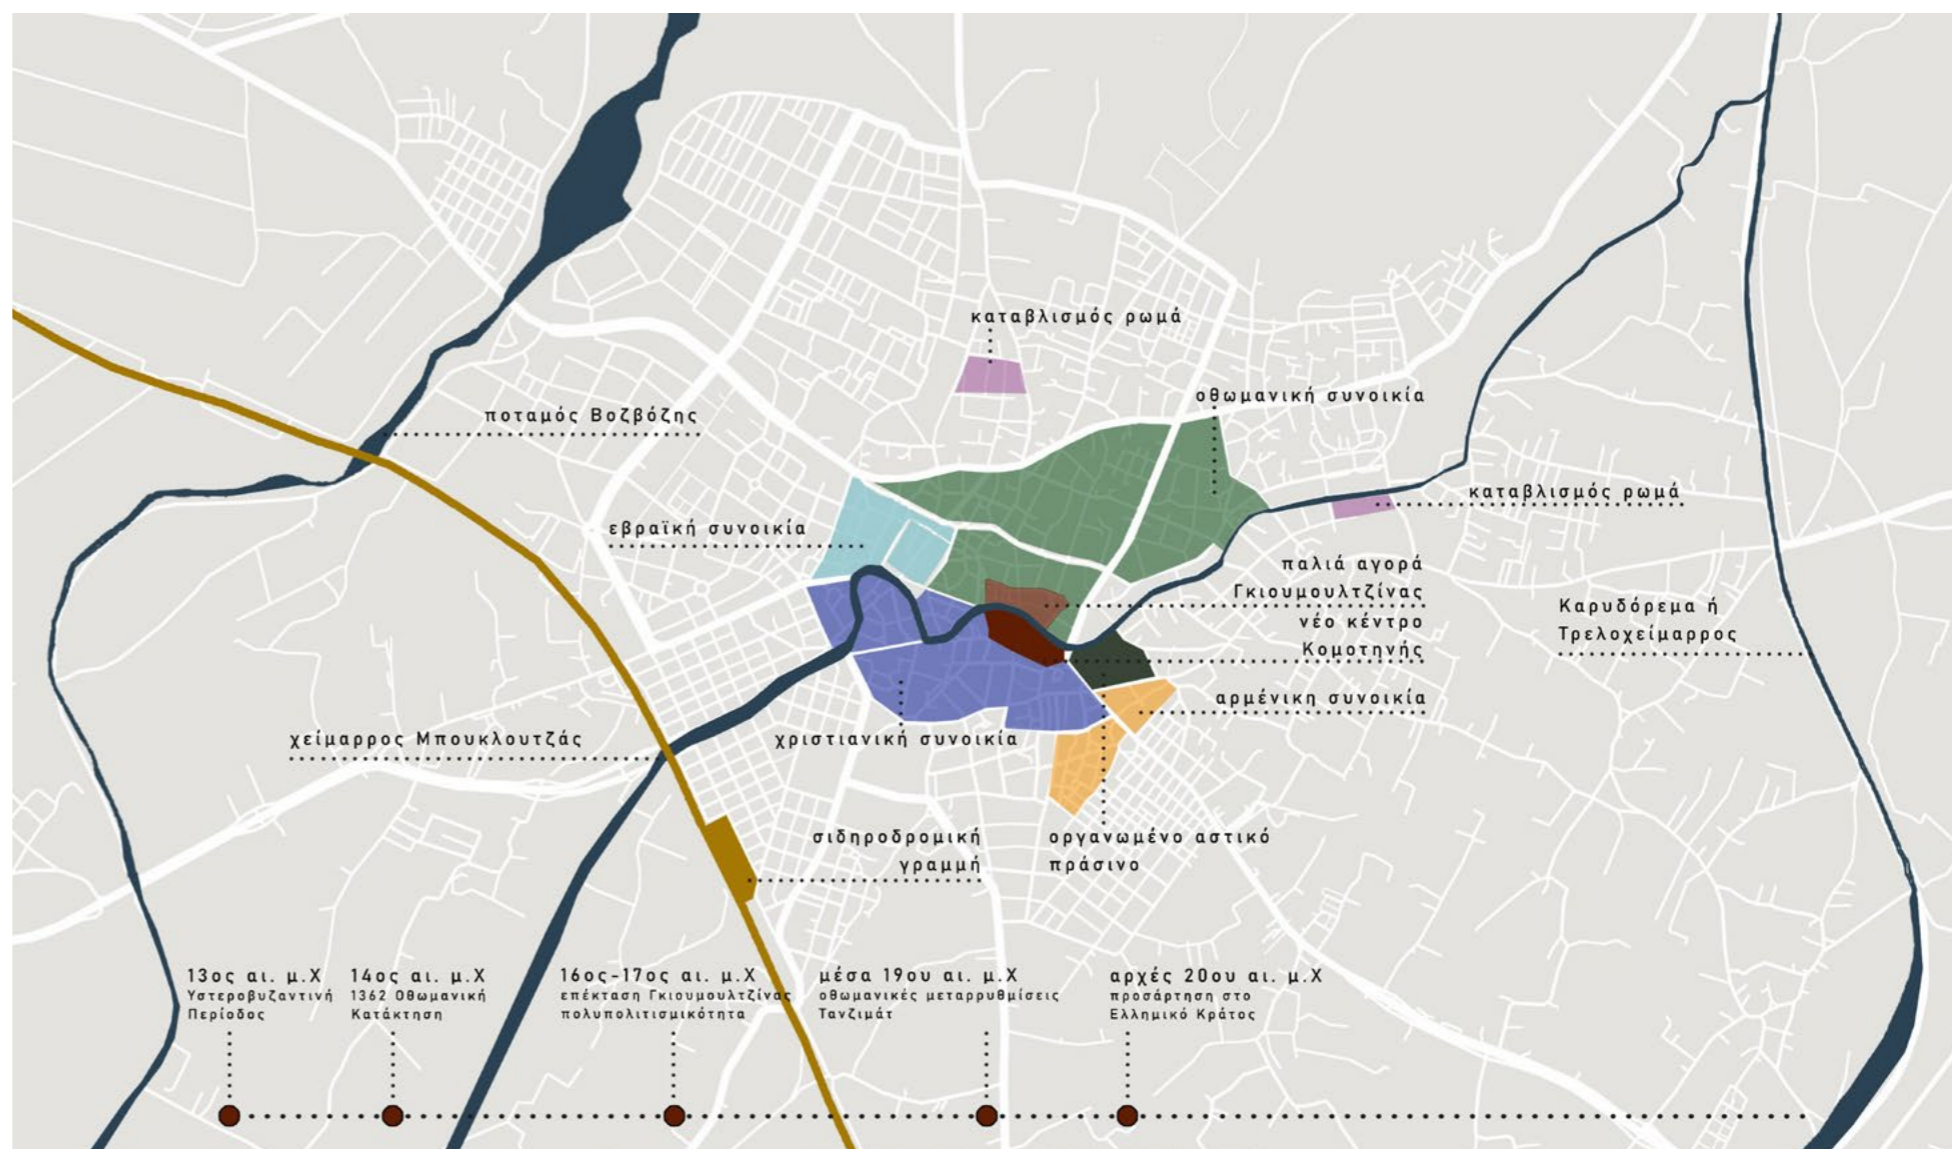 καταβλισμός ρωμά
οθωμανική συνοικία
ποταμός Βοζβόζης
καταβλισμός ρωμά
εβραϊκή συνοικία
παλιά αγορά
Γκιουμουλτζίνας
νέο κέντρο
Κομοτηνής
Καρυδόρεμα ή
Τρελοχείμαρρος
αρμένικη συνοικία
χείμαρρος Μπουκλουτζάς
χριστιανική συνοικία
σιδηροδρομική
γραμμή
οργανωμένο αστικό
πράσινο
13ος αι. μ.Χ
Υστεροβυζαντινή
Περίοδος
14ος αι. μ.Χ
1362 Οθωμανική
Κατάκτηση
16ος-17ος αι. μ.Χ
επέκταση Γκιουμουλτζίνας
πολυπολιτισμικότητα
μέσα 19ου αι. μ.Χ
οθωμανικές μεταρρυθμίσεις
Τανζιμάτ
αρχές 20ου αι. μ.Χ
προσάρτηση στο
Ελλημικό Κράτος